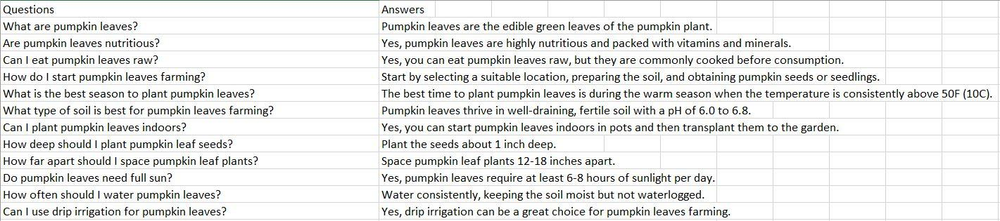 Questions Answers
What are pumpkin leaves? Pumpkin leaves are the edible green leaves of the pumpkin plant.
Are pumpkin leaves nutritious? Yes, pumpkin leaves are highly nutritious and packed with vitamins and minerals.
Can I eat pumpkin leaves raw? Yes, you can eat pumpkin leaves raw, but they are commonly cooked before consumption.
How do I start pumpkin leaves farming? Start by selecting a suitable location, preparing the soil, and obtaining pumpkin seeds or seedlings.
What is the best season to plant pumpkin leaves? The best time to plant pumpkin leaves is during the warm season when the temperature is consistently above 50F (10C).
What type of soil is best for pumpkin leaves farming? Pumpkin leaves thrive in well-draining, fertile soil with a pH of 6.0 to 6.8.
Can I plant pumpkin leaves indoors? Yes, you can start pumpkin leaves indoors in pots and then transplant them to the garden.
How deep should I plant pumpkin leaf seeds? Plant the seeds about 1 inch deep.
How far apart should I space pumpkin leaf plants? Space pumpkin leaf plants 12-18 inches apart.
Do pumpkin leaves need full sun? Yes, pumpkin leaves require at least 6-8 hours of sunlight per day.
How often should I water pumpkin leaves? Water consistently, keeping the soil moist but not waterlogged.
Can I use drip irrigation for pumpkin leaves? Yes, drip irrigation can be a great choice for pumpkin leaves farming.